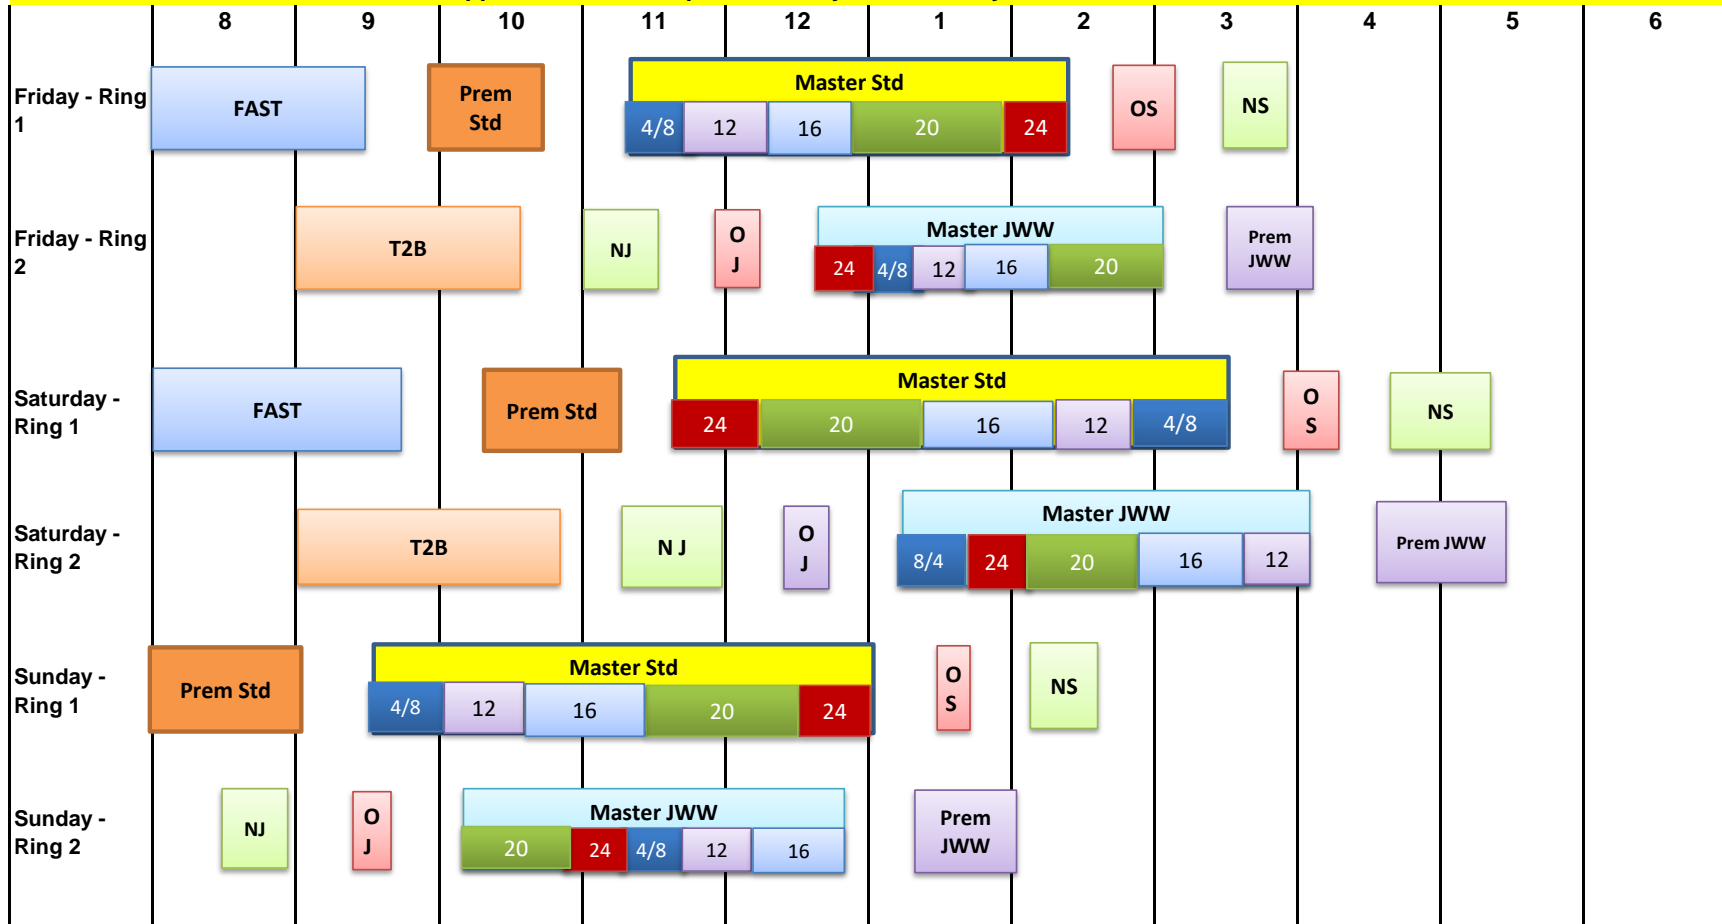 8 9 10 11 12 1 2 3 4 5 6
Friday - Ring
1
FAST
Prem
Std
Master Std
4/8 12 16 20 24
OS
NS
Friday - Ring
2
T2B
NJ
O
J
Master JWW
24 4/8 12 16 20
Prem
JWW
Saturday -
Ring 1
FAST
Prem Std
Master Std
24 20 16 12 4/8
O
S
NS
Saturday -
Ring 2
T2B
N J
O
J
Master JWW
8/4 24 20 16 12
Prem JWW
Sunday -
Ring 1
Prem Std
Master Std
4/8 12 16 20 24
O
S
NS
Sunday -
Ring 2
NJ
O
J
Master JWW
20 24 4/8 12 16
Prem
JWW